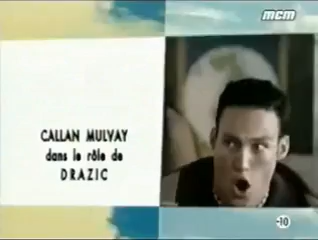 mcm
CALLAN MULVAY
dans le rôle de
DRAZIC
-10